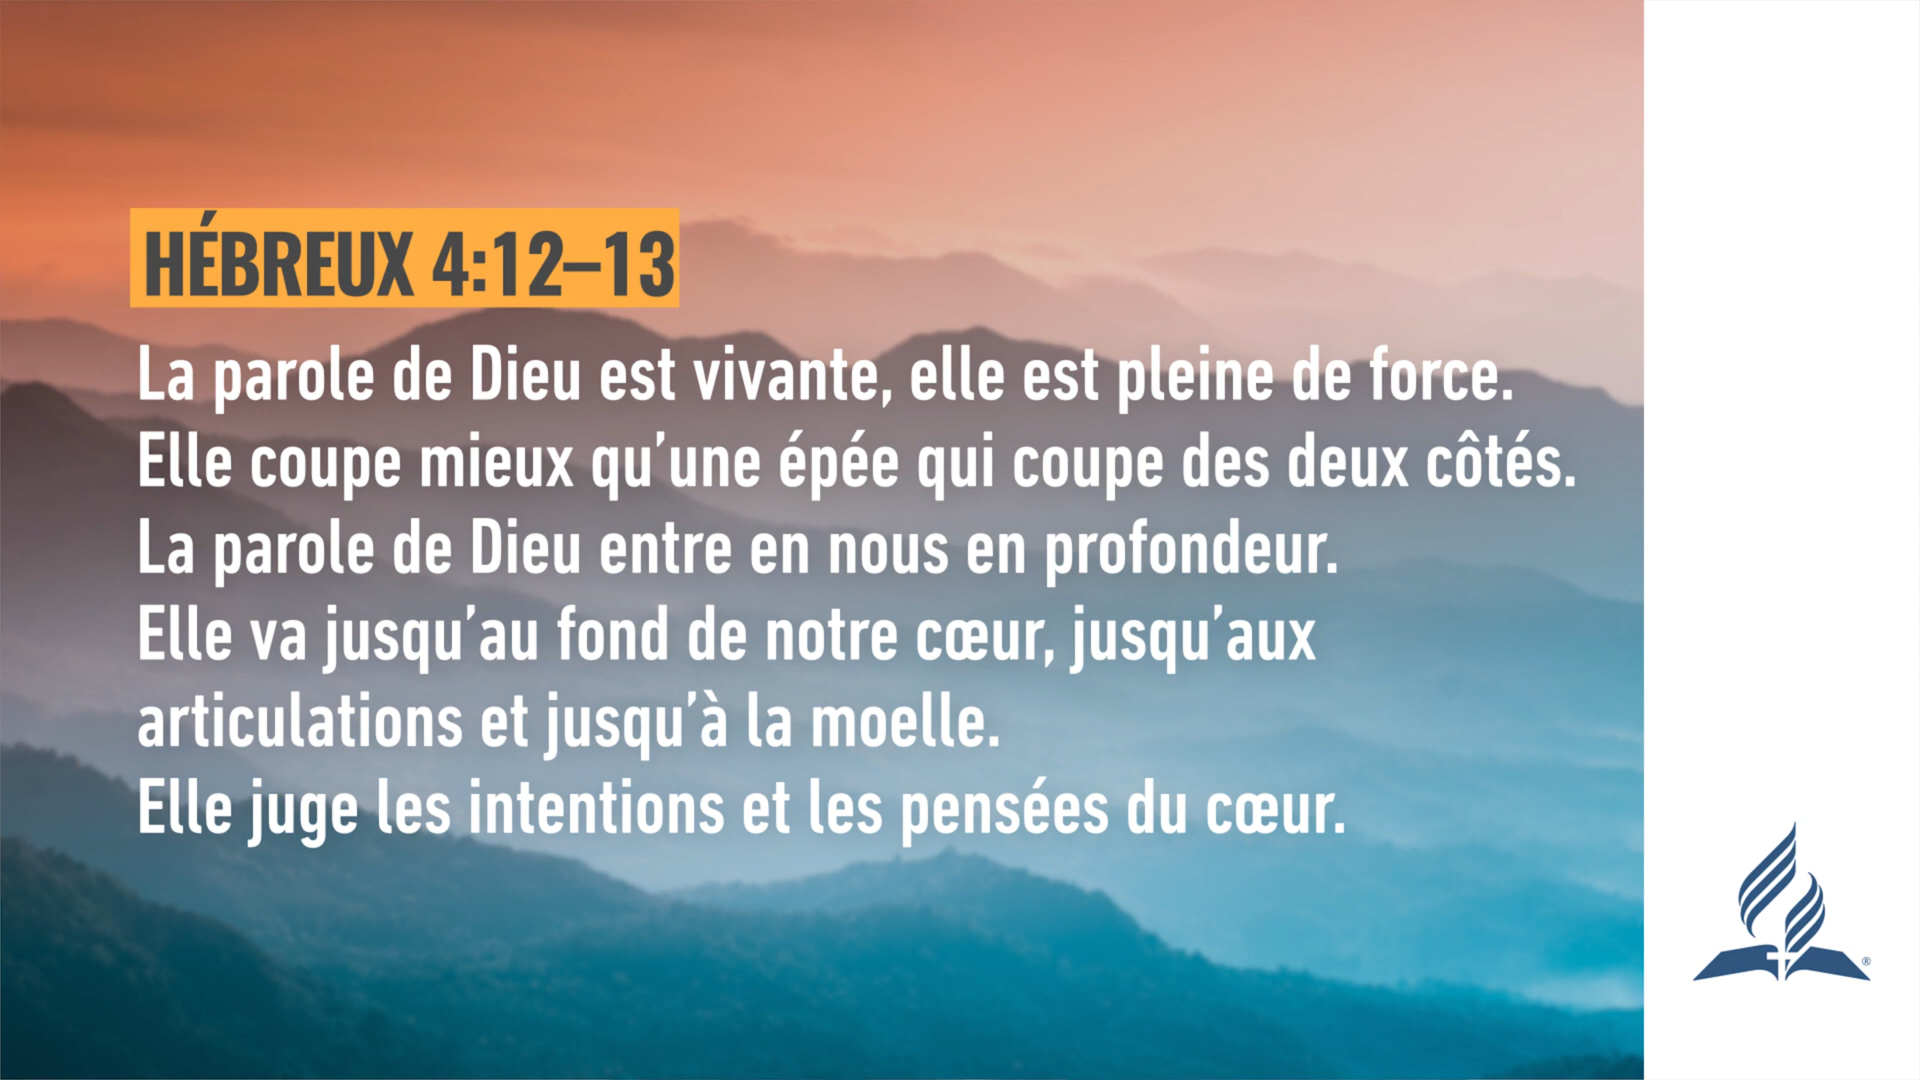 HÉBREUX 4:12–13
La parole de Dieu est vivante, elle est pleine de force.
Elle coupe mieux qu’une épée qui coupe des deux côtés.
La parole de Dieu entre en nous en profondeur.
Elle va jusqu’au fond de notre cœur, jusqu’aux
articulations et jusqu’à la moelle.
Elle juge les intentions et les pensées du cœur.
®